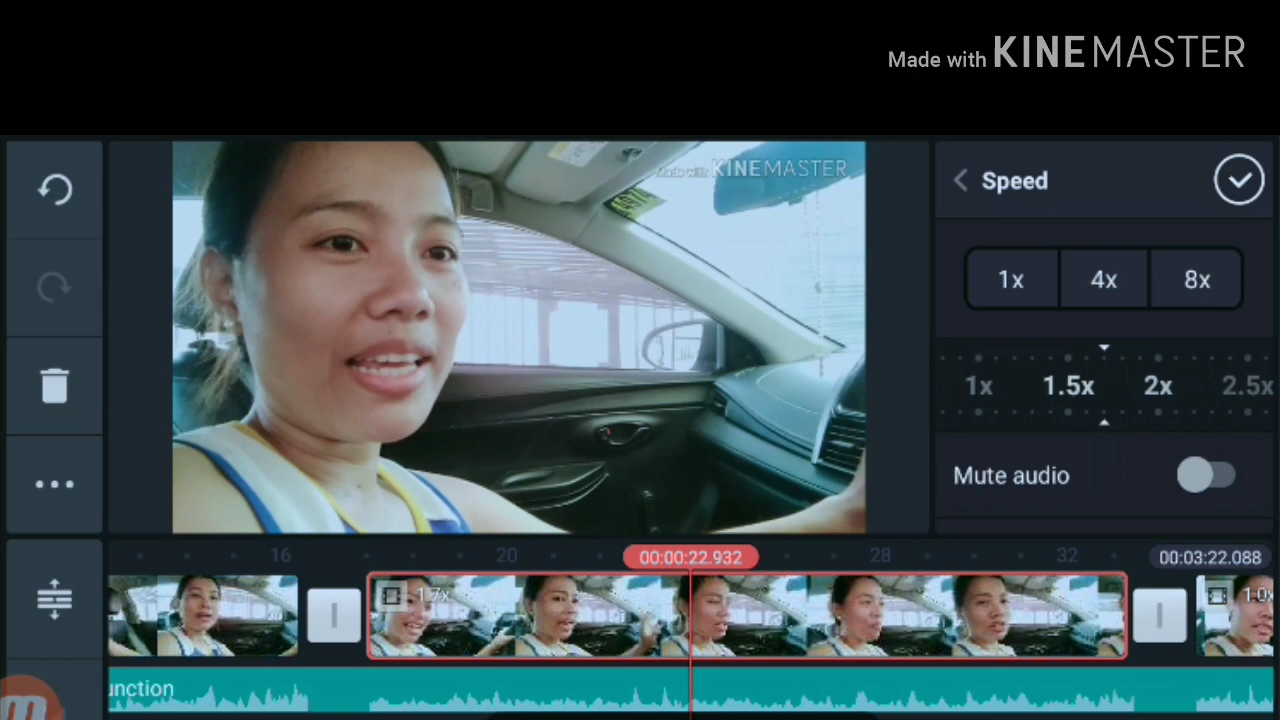 Made with KINEMASTER
Made with KINEMASTER
Speed
1x 4x 8x
1x 1.5x 2x 2.5x
Mute audio
16 20 00:00:22.932 28 32 00:03:22.088
1.7x
1.0x